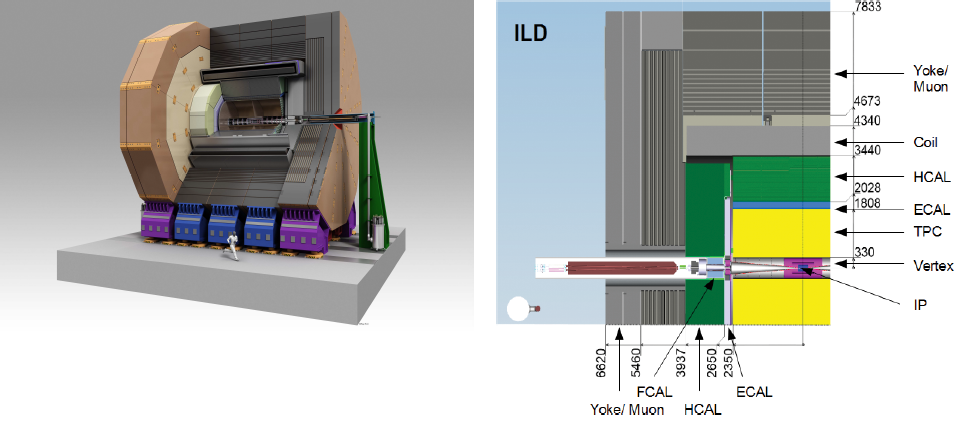 ILD
7833
Yoke/
Muon
4673
4340
Coil
3440
HCAL
2028
1808
ECAL
TPC
330
Vertex
IP
6620
5460
3937
2650
2350
FCAL
ECAL
Yoke/ Muon
HCAL